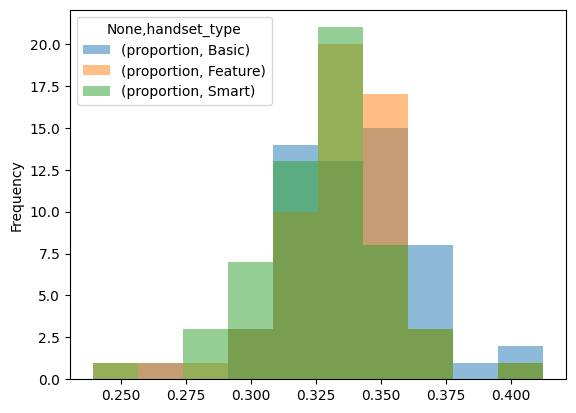 None,handset_type
(proportion, Basic)
(proportion, Feature)
(proportion, Smart)
Frequency
20.0
17.5
15.0
12.5
10.0
7.5
5.0
2.5
0.0
0.250 0.275 0.300 0.325 0.350 0.375 0.400